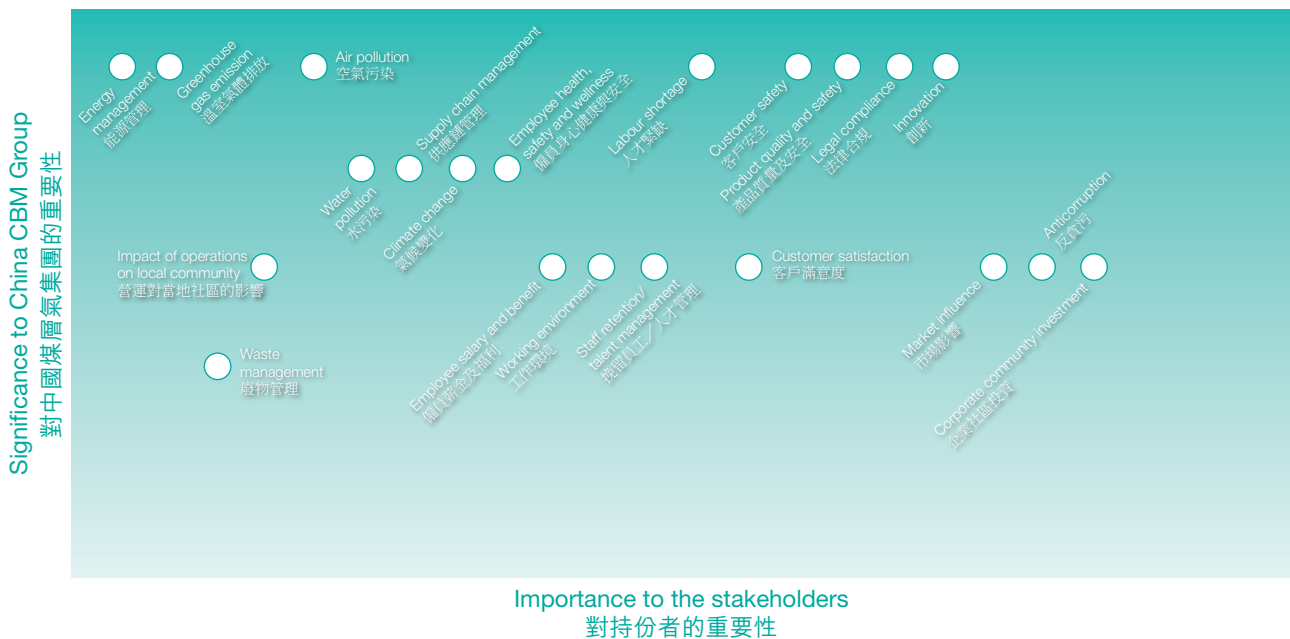 Significance to China CBM Group
對中國煤層氣集團的重要性
Energy
management
能源管理
Greenhouse
gas emission
溫室氣體排放
Air pollution
空氣污染
Supply chain management
供應鏈管理
Employee health,
safety and wellness
僱員身心健康與安全
Labour shortage
人才緊缺
Customer safety
客戶安全
Product quality and safety
產品質量及安全
Legal compliance
法律合規
Innovation
創新
Water
pollution
水污染
Climate change
氣候變化
Impact of operations
on local community
營運對當地社區的影響
Employee salary and benefit
僱員薪金及福利
Working environment
工作環境
Staff retention/
talent management
挽留員工／人才管理
Customer satisfaction
客戶滿意度
Market influence
市場影響
Anticorruption
反貪污
Corporate community investment
企業社區投資
Waste
management
廢物管理
Importance to the stakeholders
對持份者的重要性